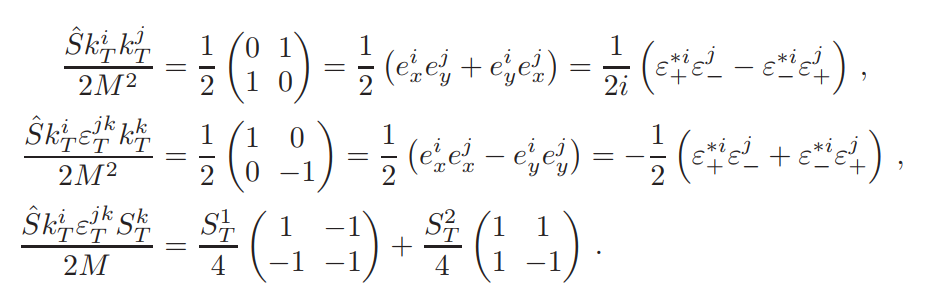 \frac{\hat{S} k_T^i k_T^j}{2M^2} = \frac{1}{2} \begin{pmatrix} 0 & 1 \\ 1 & 0 \end{pmatrix} = \frac{1}{2} \left( e_x^i e_y^j + e_y^i e_x^j \right) = \frac{1}{2i} \left( \varepsilon_+^{*i} \varepsilon_-^j - \varepsilon_-^{*i} \varepsilon_+^j \right) ,
\frac{\hat{S} k_T^i \varepsilon_T^{jk} k_T^k}{2M^2} = \frac{1}{2} \begin{pmatrix} 1 & 0 \\ 0 & -1 \end{pmatrix} = \frac{1}{2} \left( e_x^i e_x^j - e_y^i e_y^j \right) = -\frac{1}{2} \left( \varepsilon_+^{*i} \varepsilon_-^j + \varepsilon_-^{*i} \varepsilon_+^j \right) ,
\frac{\hat{S} k_T^i \varepsilon_T^{jk} S_T^k}{2M} = \frac{S_T^1}{4} \begin{pmatrix} 1 & -1 \\ -1 & -1 \end{pmatrix} + \frac{S_T^2}{4} \begin{pmatrix} 1 & 1 \\ 1 & -1 \end{pmatrix} .